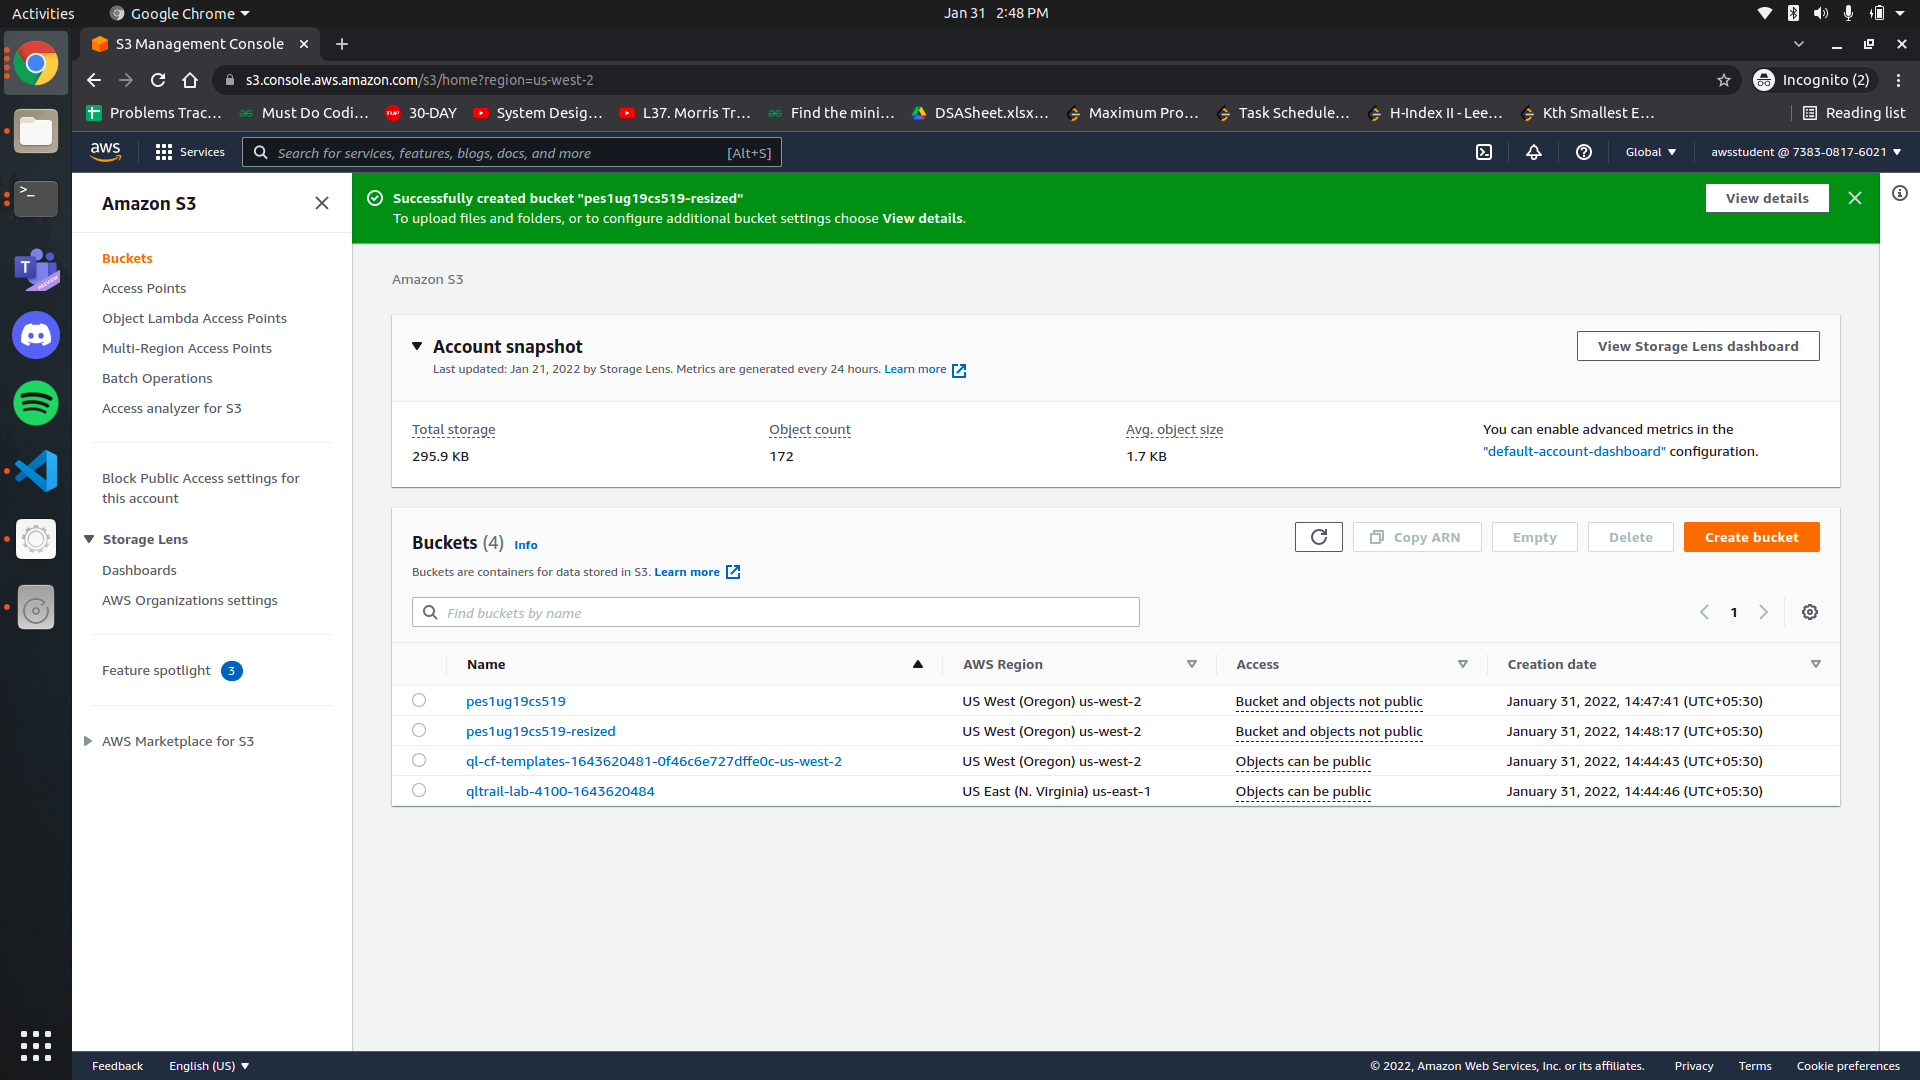 Activities
Google Chrome
Jan 31 2:48 PM
S3 Management Console
s3.console.aws.amazon.com/s3/home?region=us-west-2
Incognito (2)
Problems Trac...
Must Do Codi...
30-DAY
System Desig...
L37. Morris Tr...
Find the mini...
DSASheet.xlsx...
Maximum Pro...
Task Schedule...
H-Index II - Lee...
Kth Smallest E...
Reading list
aws
Services
Search for services, features, blogs, docs, and more
[Alt+S]
Global
awsstudent @ 7383-0817-6021
Amazon S3
Buckets
Access Points
Object Lambda Access Points
Multi-Region Access Points
Batch Operations
Access analyzer for S3
Block Public Access settings for
this account
Storage Lens
Dashboards
AWS Organizations settings
Feature spotlight 3
AWS Marketplace for S3
Successfully created bucket "pes1ug19cs519-resized"
To upload files and folders, or to configure additional bucket settings choose View details.
View details
Amazon S3
Account snapshot
Last updated: Jan 21, 2022 by Storage Lens. Metrics are generated every 24 hours. Learn more
View Storage Lens dashboard
Total storage
295.9 KB
Object count
172
Avg. object size
1.7 KB
You can enable advanced metrics in the
"default-account-dashboard" configuration.
Buckets (4) Info
Buckets are containers for data stored in S3. Learn more
Copy ARN
Empty
Delete
Create bucket
Find buckets by name
1
Name AWS Region Access Creation date
pes1ug19cs519 US West (Oregon) us-west-2 Bucket and objects not public January 31, 2022, 14:47:41 (UTC+05:30)
pes1ug19cs519-resized US West (Oregon) us-west-2 Bucket and objects not public January 31, 2022, 14:48:17 (UTC+05:30)
ql-cf-templates-1643620481-0f46c6e727dffe0c-us-west-2 US West (Oregon) us-west-2 Objects can be public January 31, 2022, 14:44:43 (UTC+05:30)
qltrail-lab-4100-1643620484 US East (N. Virginia) us-east-1 Objects can be public January 31, 2022, 14:44:46 (UTC+05:30)
Feedback
English (US)
© 2022, Amazon Web Services, Inc. or its affiliates.
Privacy
Terms
Cookie preferences